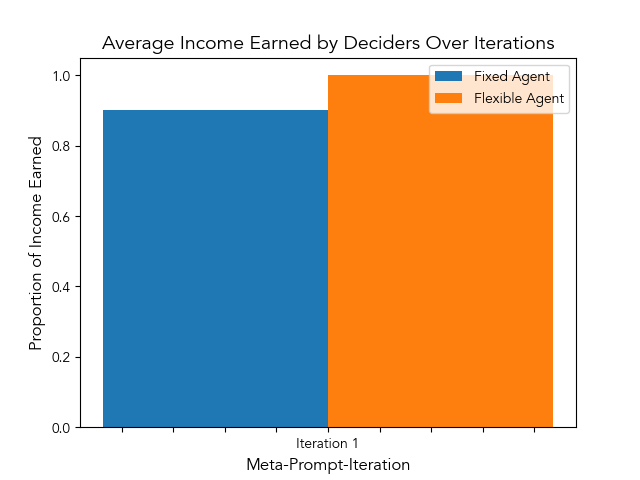 Average Income Earned by Deciders Over Iterations
Fixed Agent
Flexible Agent
Proportion of Income Earned
1.0
0.8
0.6
0.4
0.2
0.0
Iteration 1
Meta-Prompt-Iteration